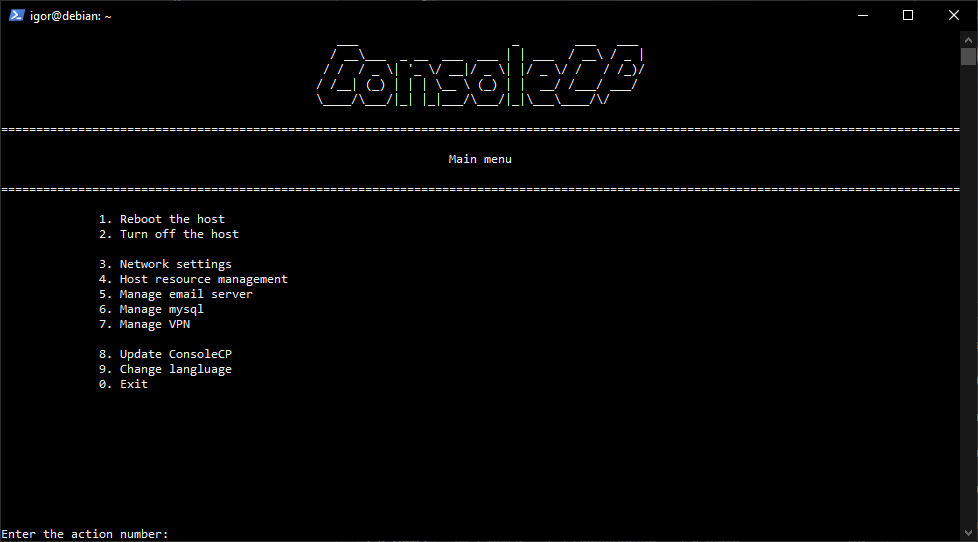 igor@debian: ~
ConsoleCP
Main menu
1. Reboot the host
2. Turn off the host
3. Network settings
4. Host resource management
5. Manage email server
6. Manage mysql
7. Manage VPN
8. Update ConsoleCP
9. Change langluage
0. Exit
Enter the action number: